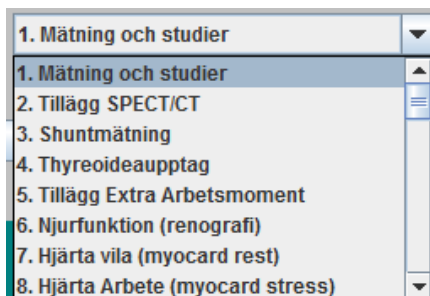 1. Mätning och studier
1. Mätning och studier
2. Tillägg SPECT/CT
3. Shuntmätning
4. Thyreoideaupptag
5. Tillägg Extra Arbetsmoment
6. Njurfunktion (renografi)
7. Hjärta vila (myocard rest)
8. Hjärta Arbete (myocard stress)